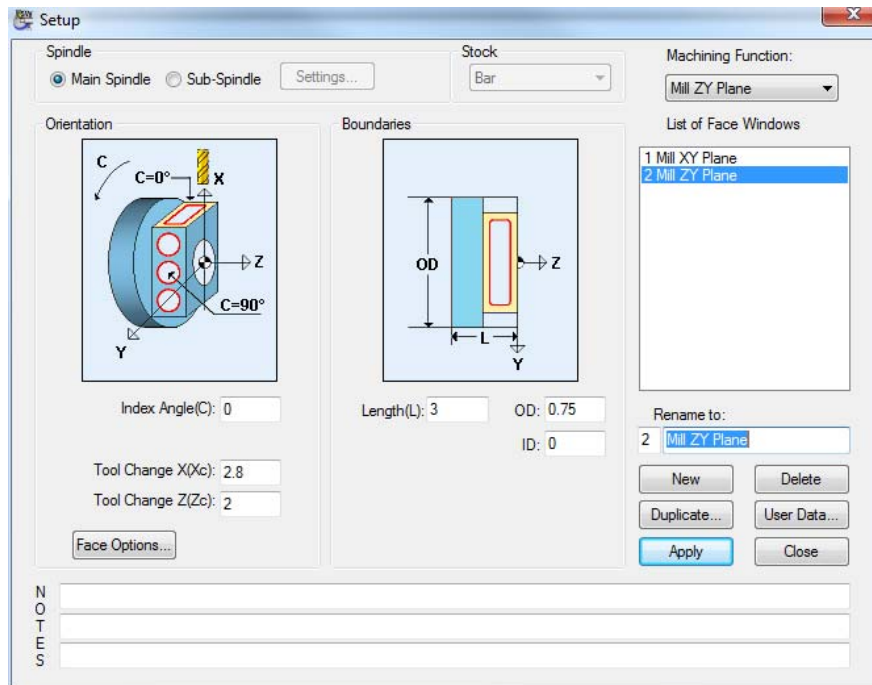 Setup
Spindle
Main Spindle
Sub-Spindle
Settings...
Stock
Bar
Machining Function:
Mill ZY Plane
Orientation
C
C=0°
X
Z
C=90°
Y
Index Angle(C): 0
Tool Change X(Xc): 2.8
Tool Change Z(Zc): 2
Face Options...
Boundaries
OD
Z
L
Y
Length(L): 3
OD: 0.75
ID: 0
List of Face Windows
1 Mill XY Plane
2 Mill ZY Plane
Rename to:
2 Mill ZY Plane
New
Delete
Duplicate...
User Data...
Apply
Close
NOTES